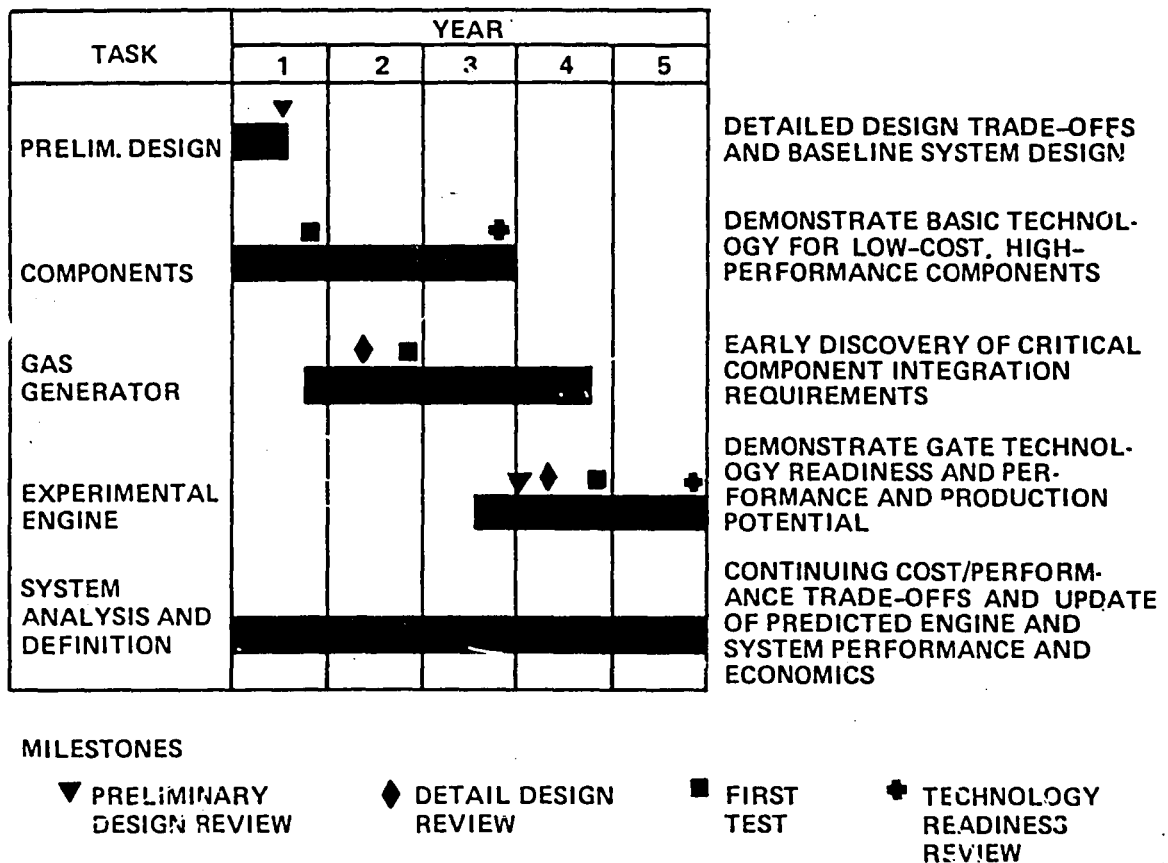 TASK
YEAR
1 2 3 4 5
PRELIM. DESIGN
DETAILED DESIGN TRADE-OFFS
AND BASELINE SYSTEM DESIGN
COMPONENTS
DEMONSTRATE BASIC TECHNOL-
OGY FOR LOW-COST, HIGH-
PERFORMANCE COMPONENTS
GAS
GENERATOR
EARLY DISCOVERY OF CRITICAL
COMPONENT INTEGRATION
REQUIREMENTS
EXPERIMENTAL
ENGINE
DEMONSTRATE GATE TECHNOL-
OGY READINESS AND PER-
FORMANCE AND PRODUCTION
POTENTIAL
SYSTEM
ANALYSIS AND
DEFINITION
CONTINUING COST/PERFORM-
ANCE TRADE-OFFS AND UPDATE
OF PREDICTED ENGINE AND
SYSTEM PERFORMANCE AND
ECONOMICS
MILESTONES
PRELIMINARY
DESIGN REVIEW
DETAIL DESIGN
REVIEW
FIRST
TEST
TECHNOLOGY
READINESS
REVIEW